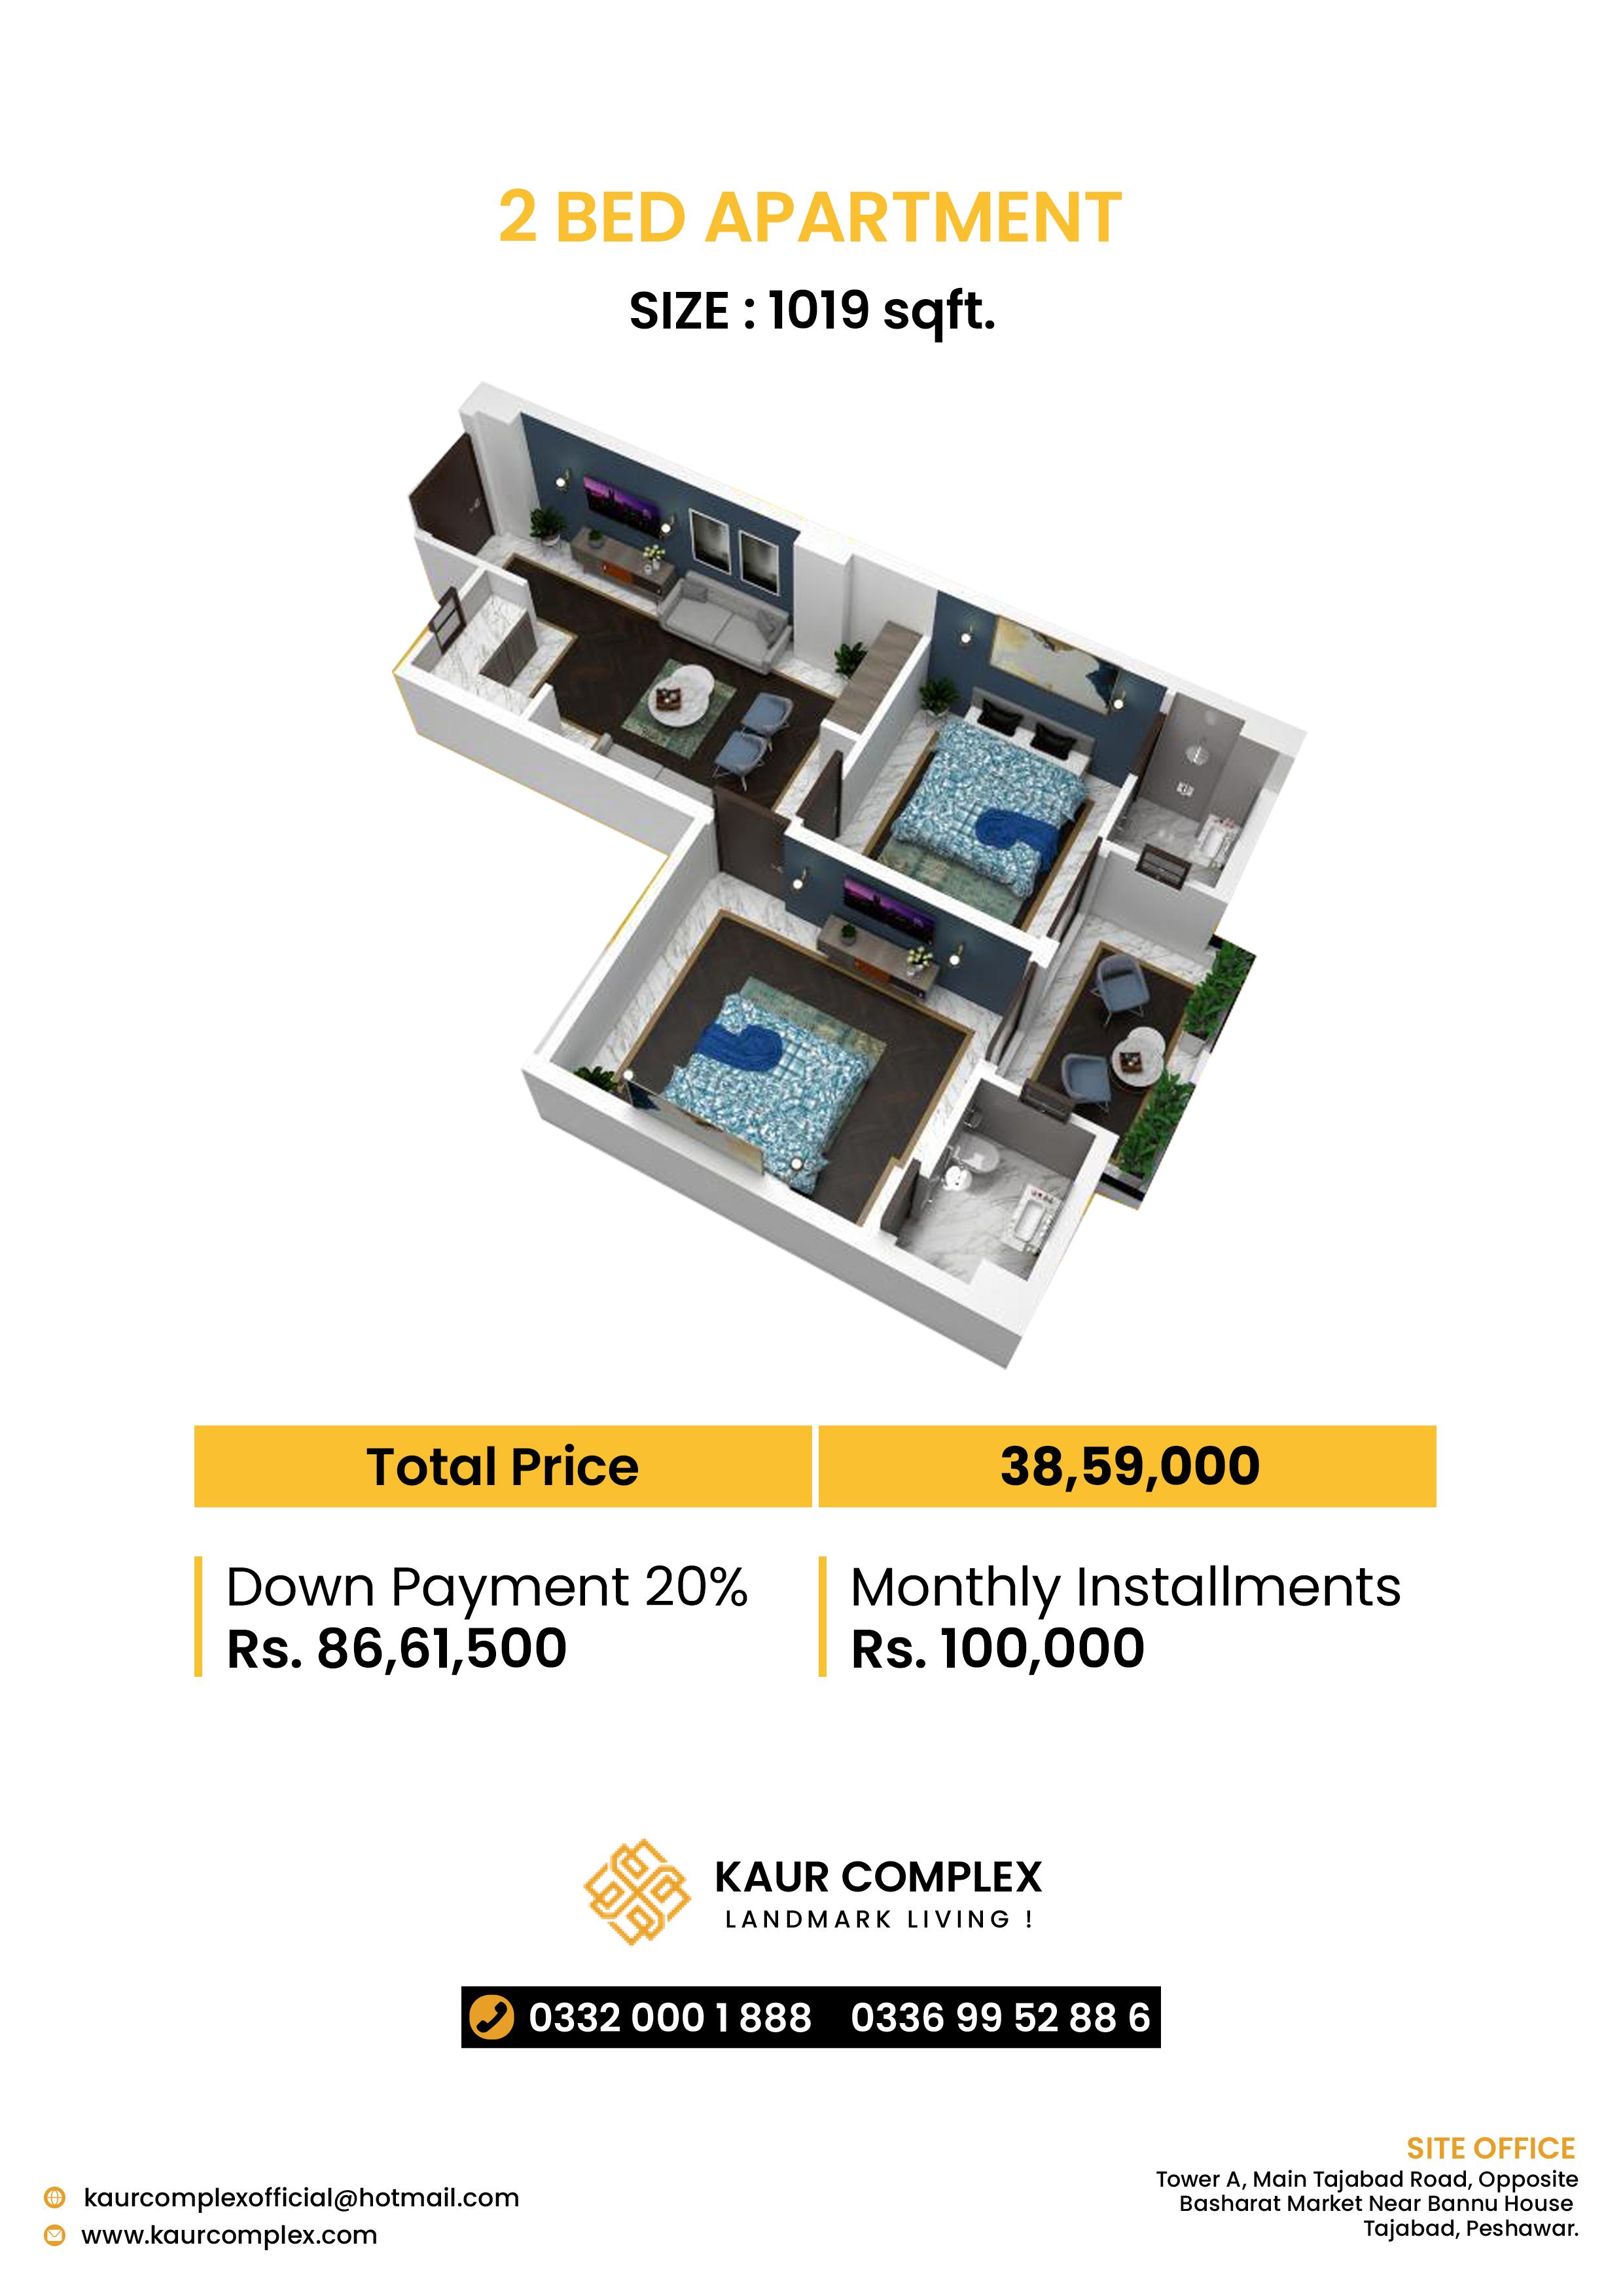 2 BED APARTMENT
SIZE : 1019 sqft.
Total Price
38,59,000
Down Payment 20%
Rs. 86,61,500
Monthly Installments
Rs. 100,000
KAUR COMPLEX
LANDMARK LIVING !
0332 000 1 888 0336 99 52 88 6
kaurcomplexofficial@hotmail.com
www.kaurcomplex.com
SITE OFFICE
Tower A, Main Tajabad Road, Opposite
Basharat Market Near Bannu House
Tajabad, Peshawar.